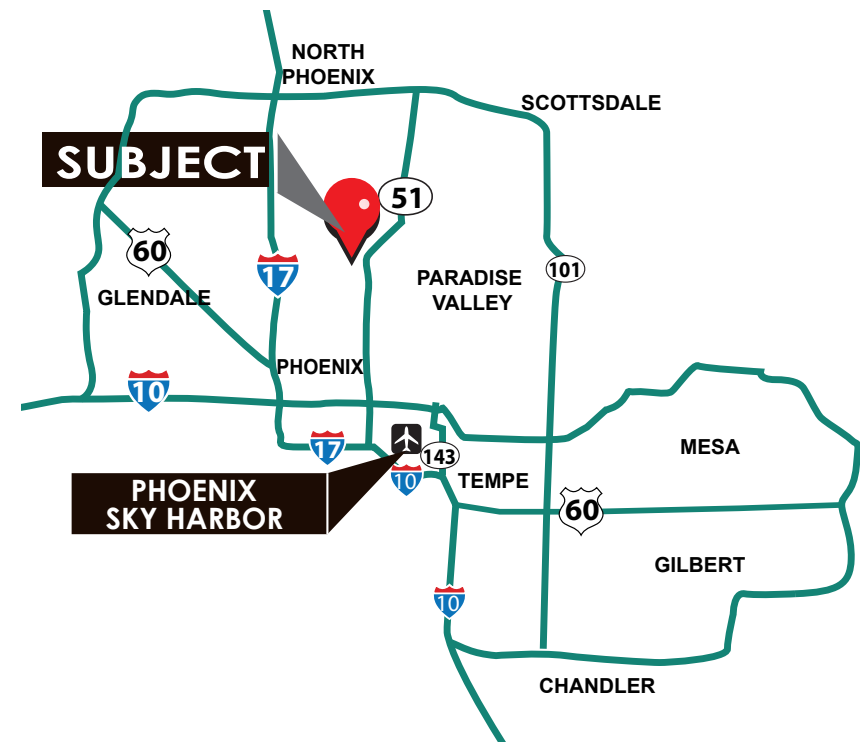 NORTH
PHOENIX
SCOTTSDALE
SUBJECT
51
60
17
101
PARADISE
VALLEY
GLENDALE
PHOENIX
10
17
143
MESA
10
TEMPE
PHOENIX
SKY HARBOR
60
GILBERT
10
CHANDLER